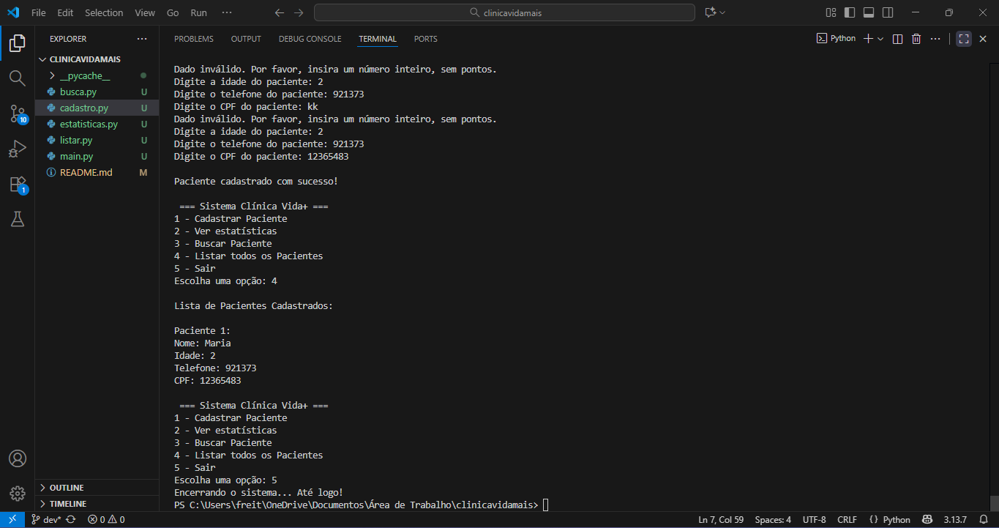 File Edit Selection View Go Run ··· clinicavidamais
EXPLORER ···
CLINICAVIDAMAIS
__pycache__
busca.py U
cadastro.py U
estatisticas.py U
listar.py U
main.py U
README.md M
10
1
OUTLINE
TIMELINE
PROBLEMS OUTPUT DEBUG CONSOLE TERMINAL PORTS
Python
Dado inválido. Por favor, insira um número inteiro, sem pontos.
Digite a idade do paciente: 2
Digite o telefone do paciente: 921373
Digite o CPF do paciente: kk
Dado inválido. Por favor, insira um número inteiro, sem pontos.
Digite a idade do paciente: 2
Digite o telefone do paciente: 921373
Digite o CPF do paciente: 12365483
Paciente cadastrado com sucesso!
=== Sistema Clínica Vida+ ===
1 - Cadastrar Paciente
2 - Ver estatísticas
3 - Buscar Paciente
4 - Listar todos os Pacientes
5 - Sair
Escolha uma opção: 4
Lista de Pacientes Cadastrados:
Paciente 1:
Nome: Maria
Idade: 2
Telefone: 921373
CPF: 12365483
=== Sistema Clínica Vida+ ===
1 - Cadastrar Paciente
2 - Ver estatísticas
3 - Buscar Paciente
4 - Listar todos os Pacientes
5 - Sair
Escolha uma opção: 5
Encerrando o sistema... Até logo!
PS C:\Users\freit\OneDrive\Documentos\Área de Trabalho\clinicavidamais>
dev* 0 0 Ln 7, Col 59 Spaces: 4 UTF-8 CRLF {} Python 3.13.7